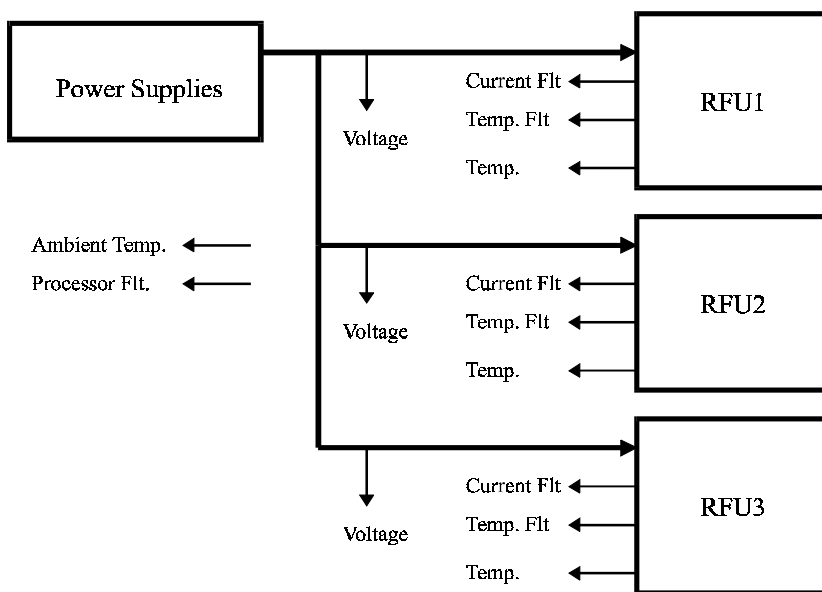 Power Supplies
Current Flt
RFU1
Temp. Flt
Voltage
Temp.
Ambient Temp.
Processor Flt.
Current Flt
RFU2
Temp. Flt
Voltage
Temp.
Current Flt
RFU3
Temp. Flt
Voltage
Temp.